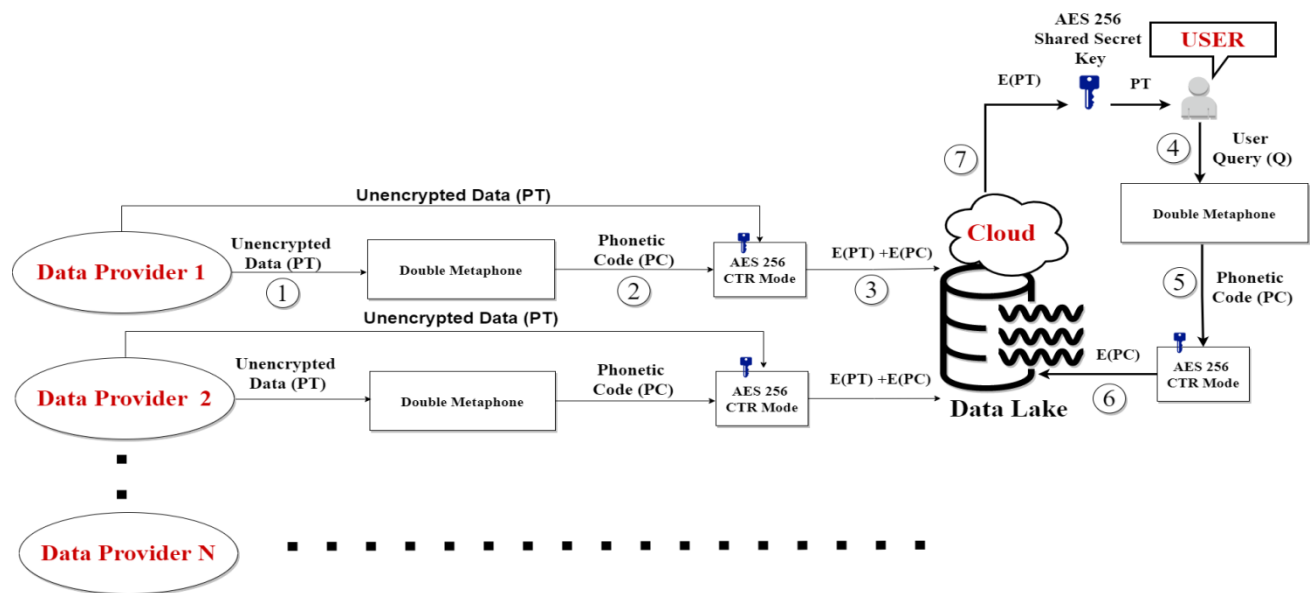 AES 256
Shared Secret
Key
USER
E(PT)
PT
7
4
User
Query (Q)
Unencrypted Data (PT)
Double Metaphone
Data Provider 1
Unencrypted
Data (PT)
1
Double Metaphone
Phonetic
Code (PC)
2
AES 256
CTR Mode
E(PT) +E(PC)
3
Cloud
5
Phonetic
Code (PC)
Unencrypted Data (PT)
Data Provider 2
Unencrypted
Data (PT)
Double Metaphone
Phonetic
Code (PC)
AES 256
CTR Mode
E(PT) +E(PC)
Data Lake
E(PC)
6
AES 256
CTR Mode
Data Provider N